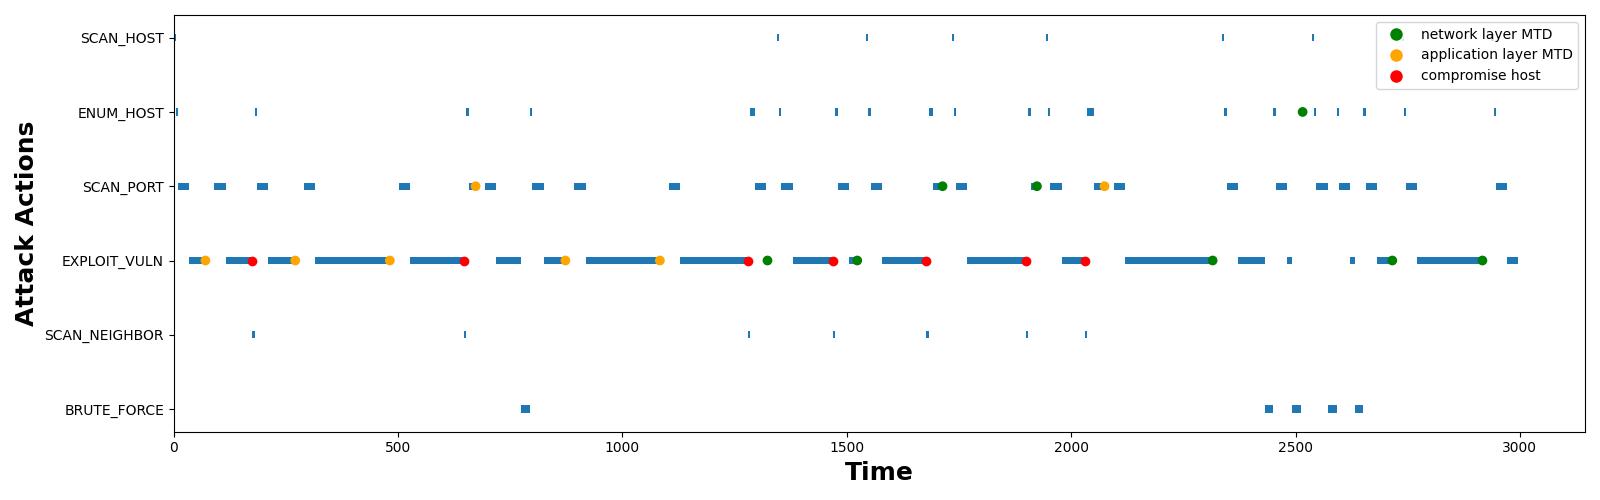 SCAN_HOST
ENUM_HOST
SCAN_PORT
EXPLOIT_VULN
SCAN_NEIGHBOR
BRUTE_FORCE
Attack Actions
network layer MTD
application layer MTD
compromise host
0 500 1000 1500 2000 2500 3000
Time